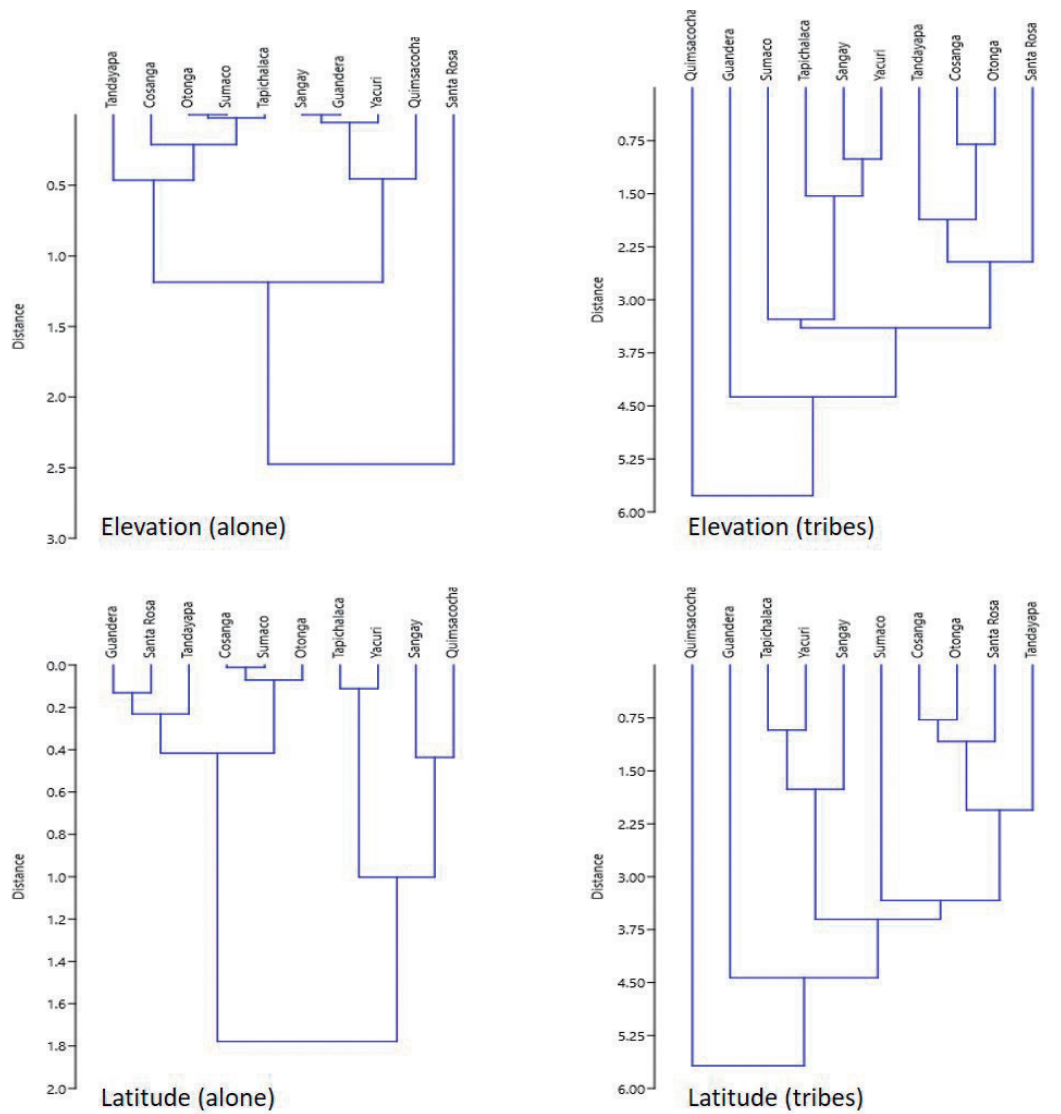 Tandayapa
Cosanga
Otonga
Sumaco
Tapichalaca
Sangay
Guandera
Yacuri
Quimsacocha
Santa Rosa
Distance
0.5
1.0
1.5
2.0
2.5
3.0
Elevation (alone)
Quimsacocha
Guandera
Sumaco
Tapichalaca
Sangay
Yacuri
Tandayapa
Cosanga
Otonga
Santa Rosa
Distance
0.75
1.50
2.25
3.00
3.75
4.50
5.25
6.00
Elevation (tribes)
Guandera
Santa Rosa
Tandayapa
Cosanga
Sumaco
Otonga
Tapichalaca
Yacuri
Sangay
Quimsacocha
Distance
0.0
0.2
0.4
0.6
0.8
1.0
1.2
1.4
1.6
1.8
2.0
Latitude (alone)
Quimsacocha
Guandera
Tapichalaca
Yacuri
Sangay
Sumaco
Cosanga
Otonga
Santa Rosa
Tandayapa
Distance
0.75
1.50
2.25
3.00
3.75
4.50
5.25
6.00
Latitude (tribes)